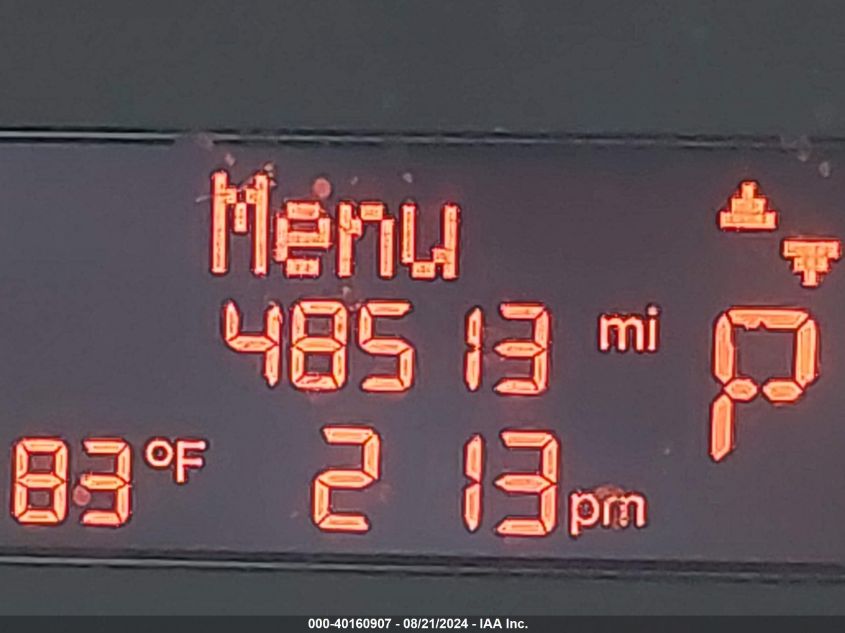 Menu
48513 mi P
83 °F 2 13 pm
000-40160907 - 08/21/2024 - IAA Inc.